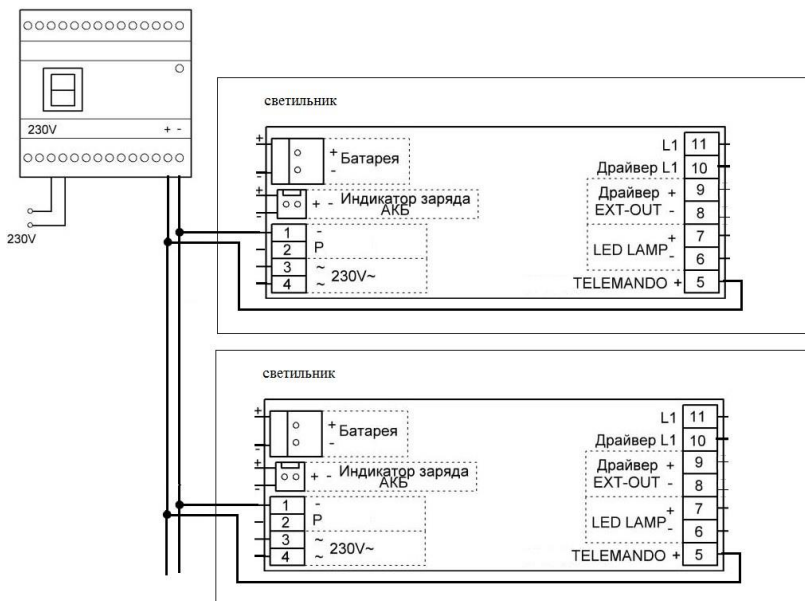 230V
+ -
230V
светильник
+
-
+
- Батарея
+
-
+ - Индикатор заряда
АКБ
1 -
2 P
3 ~
4 ~
230V~
L1 11
Драйвер L1 10
Драйвер + 9
EXT-OUT - 8
LED LAMP + 7
- 6
TELEMANDO + 5
светильник
+
-
+
- Батарея
+
-
+ - Индикатор заряда
АКБ
1 -
2 P
3 ~
4 ~
230V~
L1 11
Драйвер L1 10
Драйвер + 9
EXT-OUT - 8
LED LAMP + 7
- 6
TELEMANDO + 5